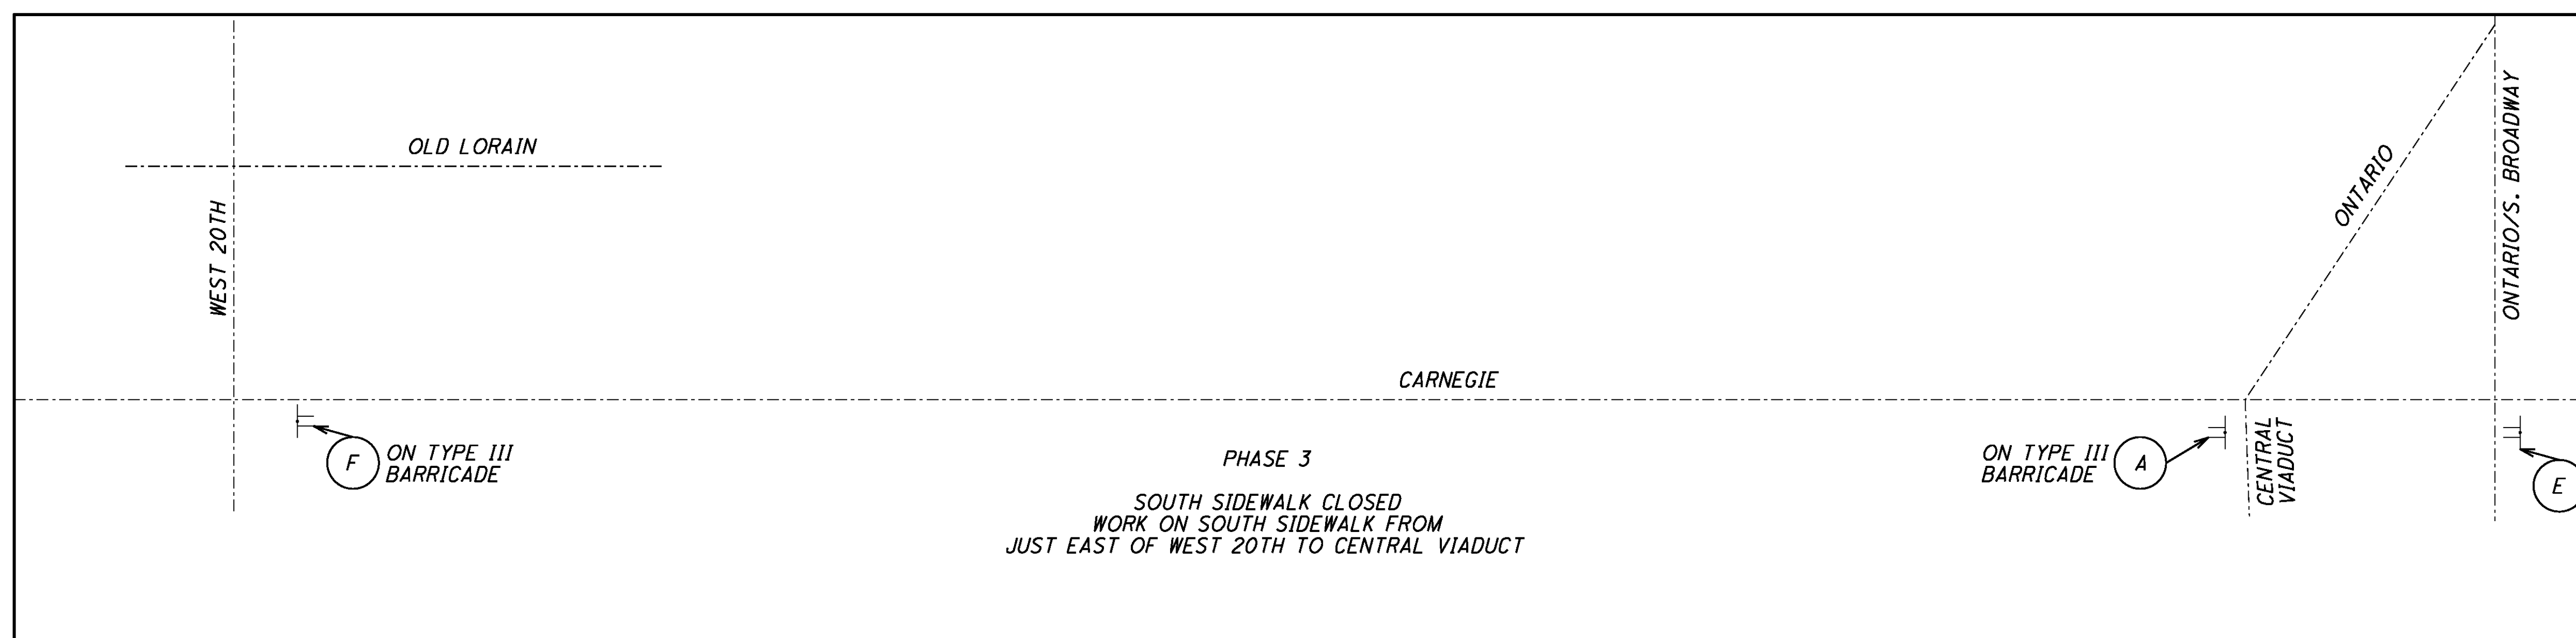 OLD LORAIN
WEST 20TH
ONTARIO
ONTARIO/S. BROADWAY
CARNEGIE
F
ON TYPE III
BARRICADE
PHASE 3
SOUTH SIDEWALK CLOSED
WORK ON SOUTH SIDEWALK FROM
JUST EAST OF WEST 20TH TO CENTRAL VIADUCT
ON TYPE III
BARRICADE
A
CENTRAL
VIADUCT
E